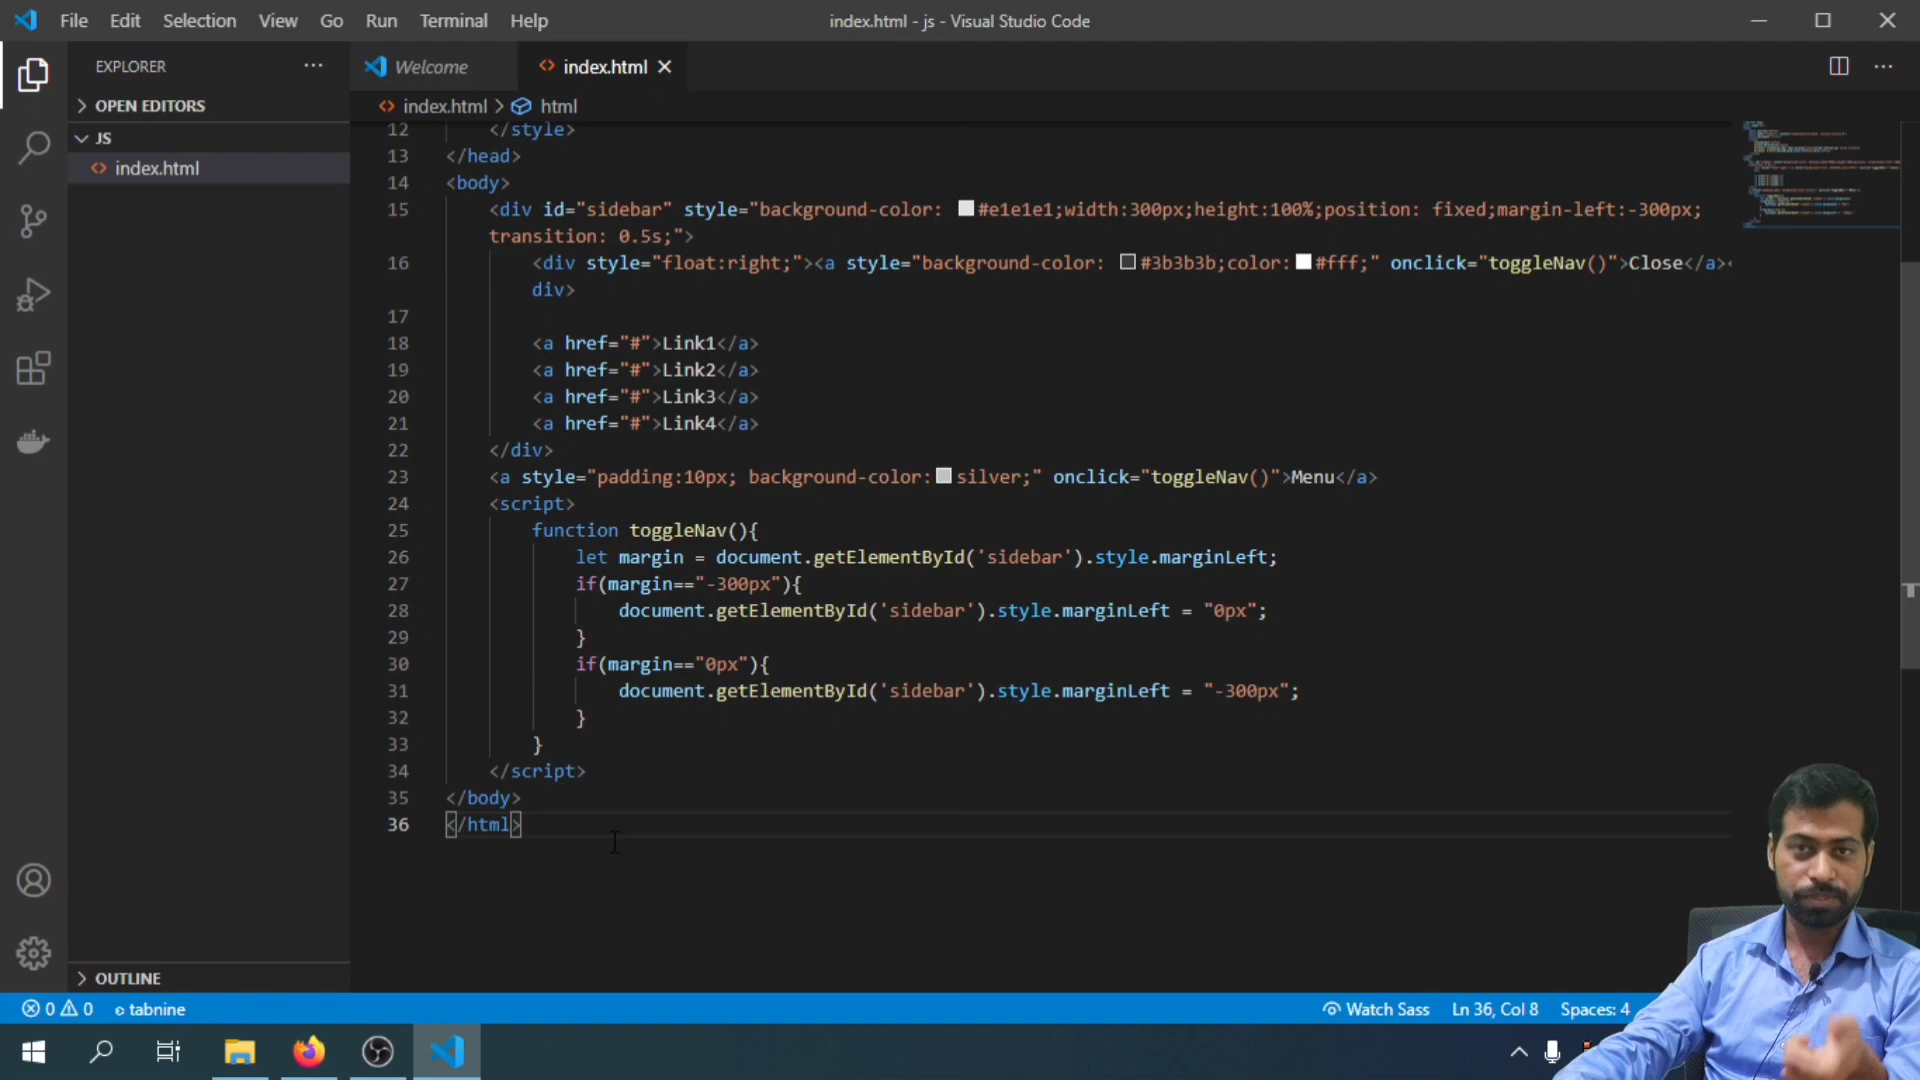 File Edit Selection View Go Run Terminal Help
index.html - js - Visual Studio Code
EXPLORER
Welcome
index.html
OPEN EDITORS
JS
index.html
index.html > html
12 </style>
13 </head>
14 <body>
15 <div id="sidebar" style="background-color: #e1e1e1;width:300px;height:100%;position: fixed;margin-left:-300px;
transition: 0.5s;">
16 <div style="float:right;"><a style="background-color: #3b3b3b;color: #fff;" onclick="toggleNav()">Close</a><
div>
17
18 <a href="#">Link1</a>
19 <a href="#">Link2</a>
20 <a href="#">Link3</a>
21 <a href="#">Link4</a>
22 </div>
23 <a style="padding:10px; background-color: silver;" onclick="toggleNav()">Menu</a>
24 <script>
25 function toggleNav(){
26 let margin = document.getElementById('sidebar').style.marginLeft;
27 if(margin=="-300px"){
28 document.getElementById('sidebar').style.marginLeft = "0px";
29 }
30 if(margin=="0px"){
31 document.getElementById('sidebar').style.marginLeft = "-300px";
32 }
33 }
34 </script>
35 </body>
36 </html>
OUTLINE
0 0 tabnine
Watch Sass Ln 36, Col 8 Spaces: 4